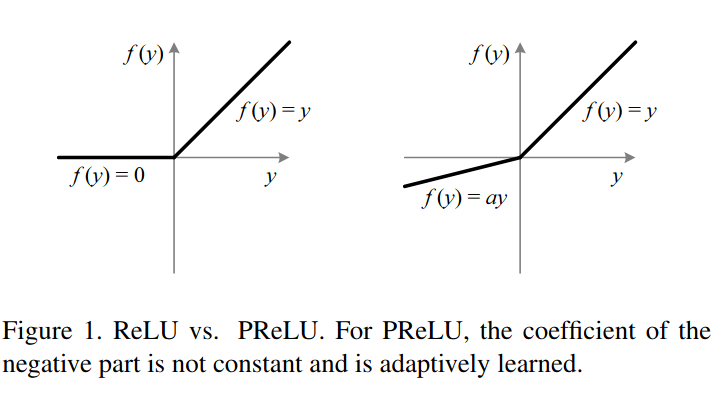 f(y)
f(y) = y
f(y) = 0
y
f(y)
f(y) = y
f(y) = ay
y
Figure 1. ReLU vs. PReLU. For PReLU, the coefficient of the
negative part is not constant and is adaptively learned.